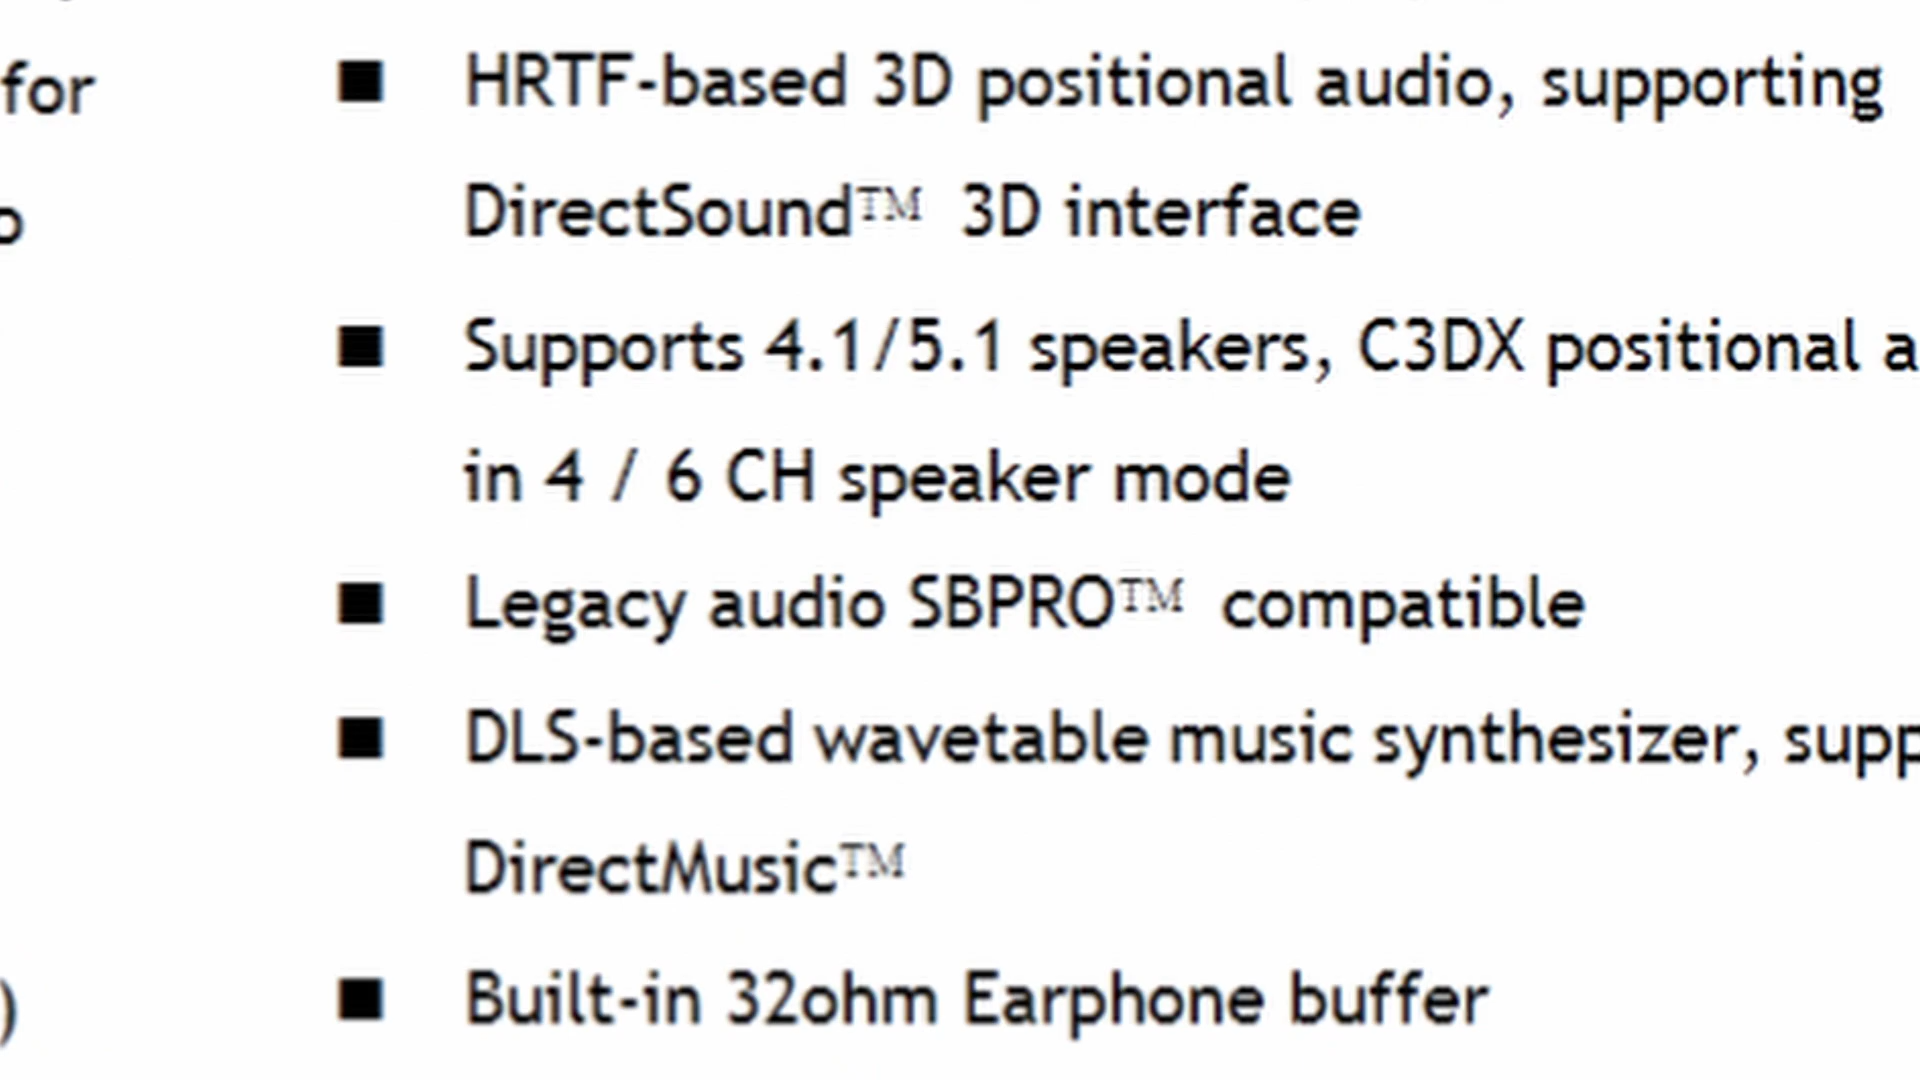 for
■ HRTF-based 3D positional audio, supporting
DirectSound™ 3D interface
■ Supports 4.1/5.1 speakers, C3DX positional
in 4 / 6 CH speaker mode
■ Legacy audio SBPRO™ compatible
■ DLS-based wavetable music synthesizer,
DirectMusic™
)
■ Built-in 32ohm Earphone buffer